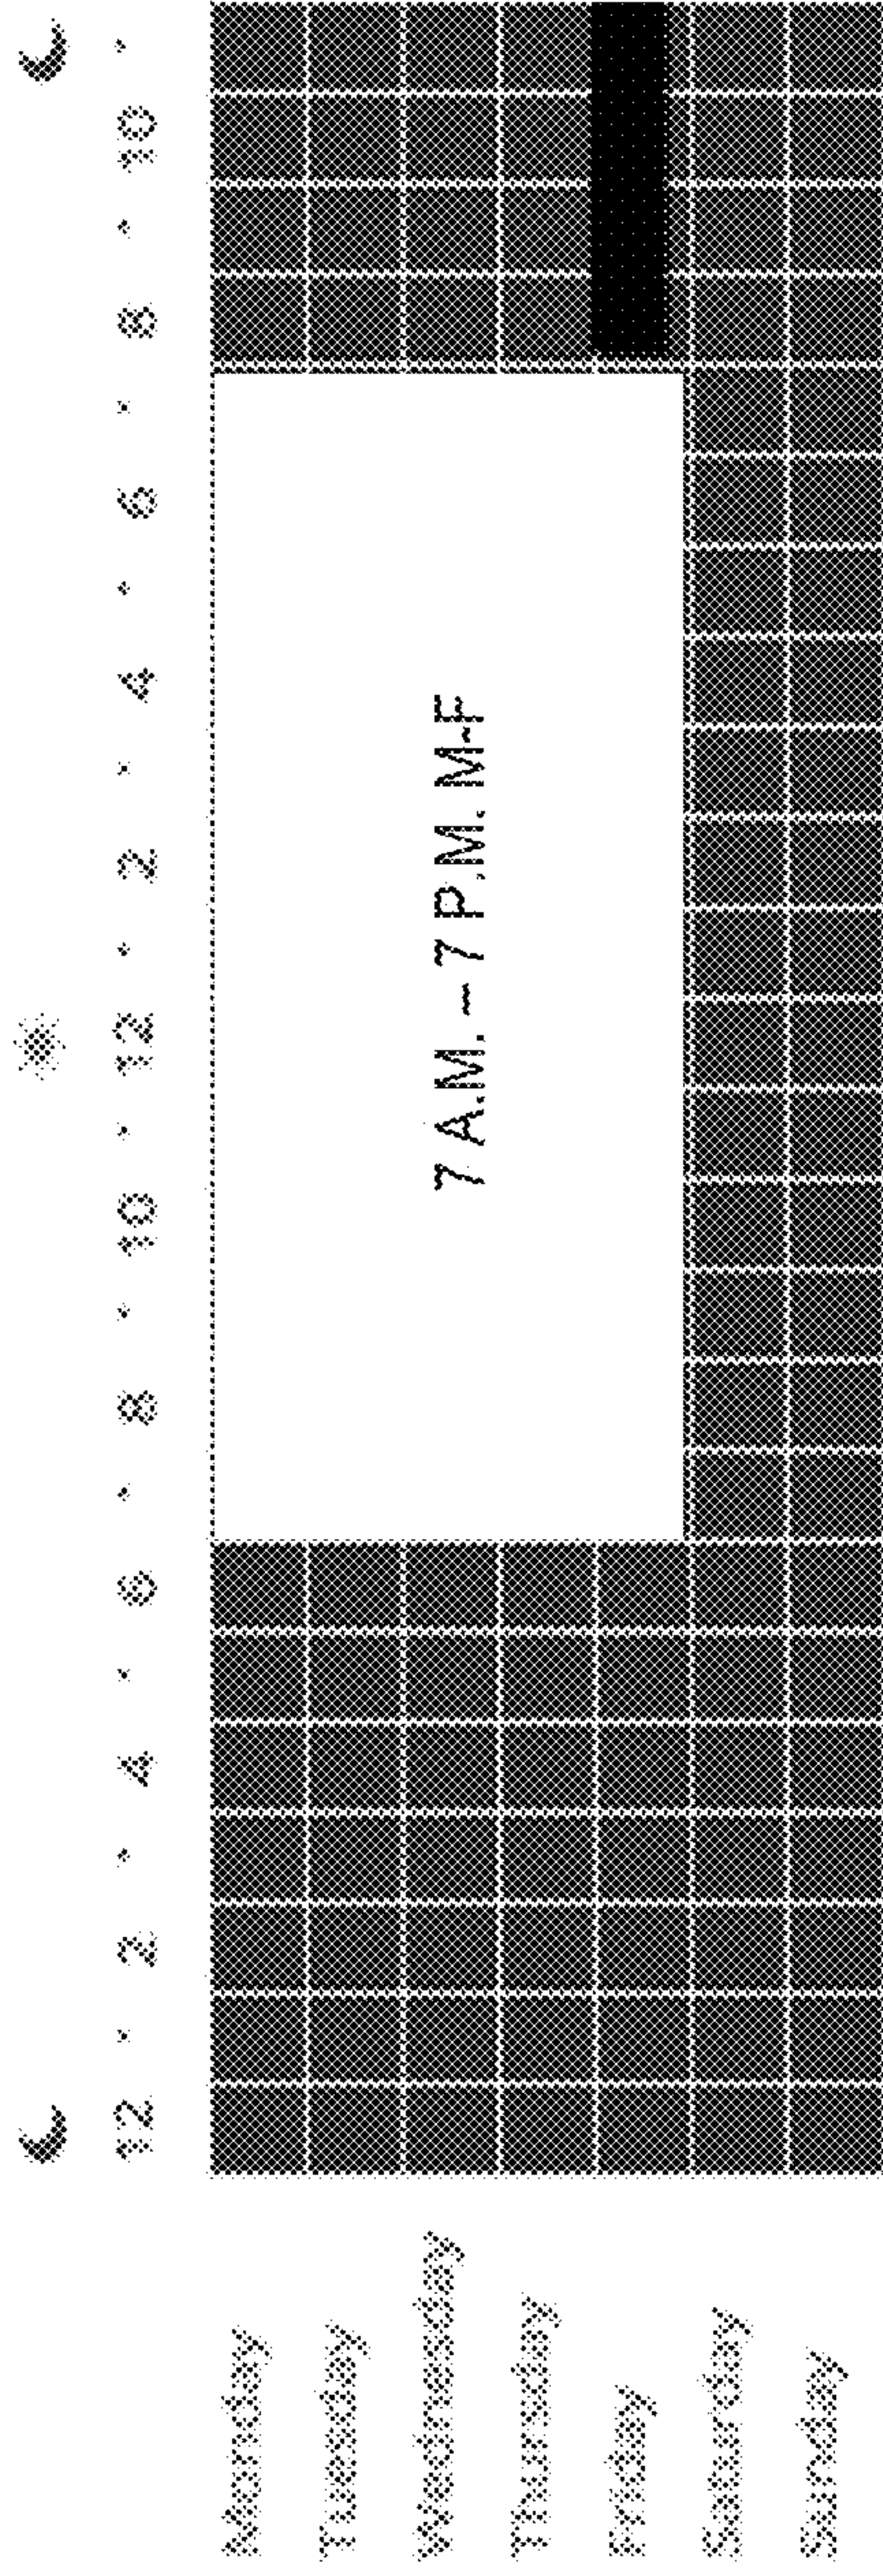 12 · 2 · 4 · 6 · 8 · 10 · 12 · 2 · 4 · 6 · 8 · 10 ·
Monday
Tuesday
Wednesday
Thursday
Friday
Saturday
Sunday
7 A.M. – 7 P.M. M-F